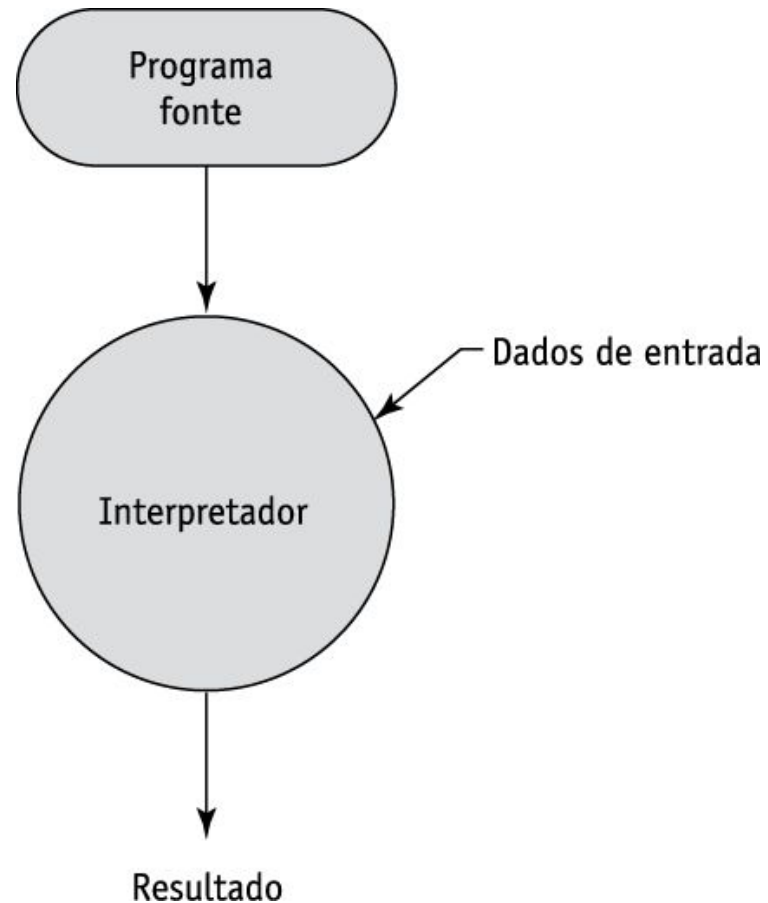 Programa
fonte
Dados de entrada
Interpretador
Resultado